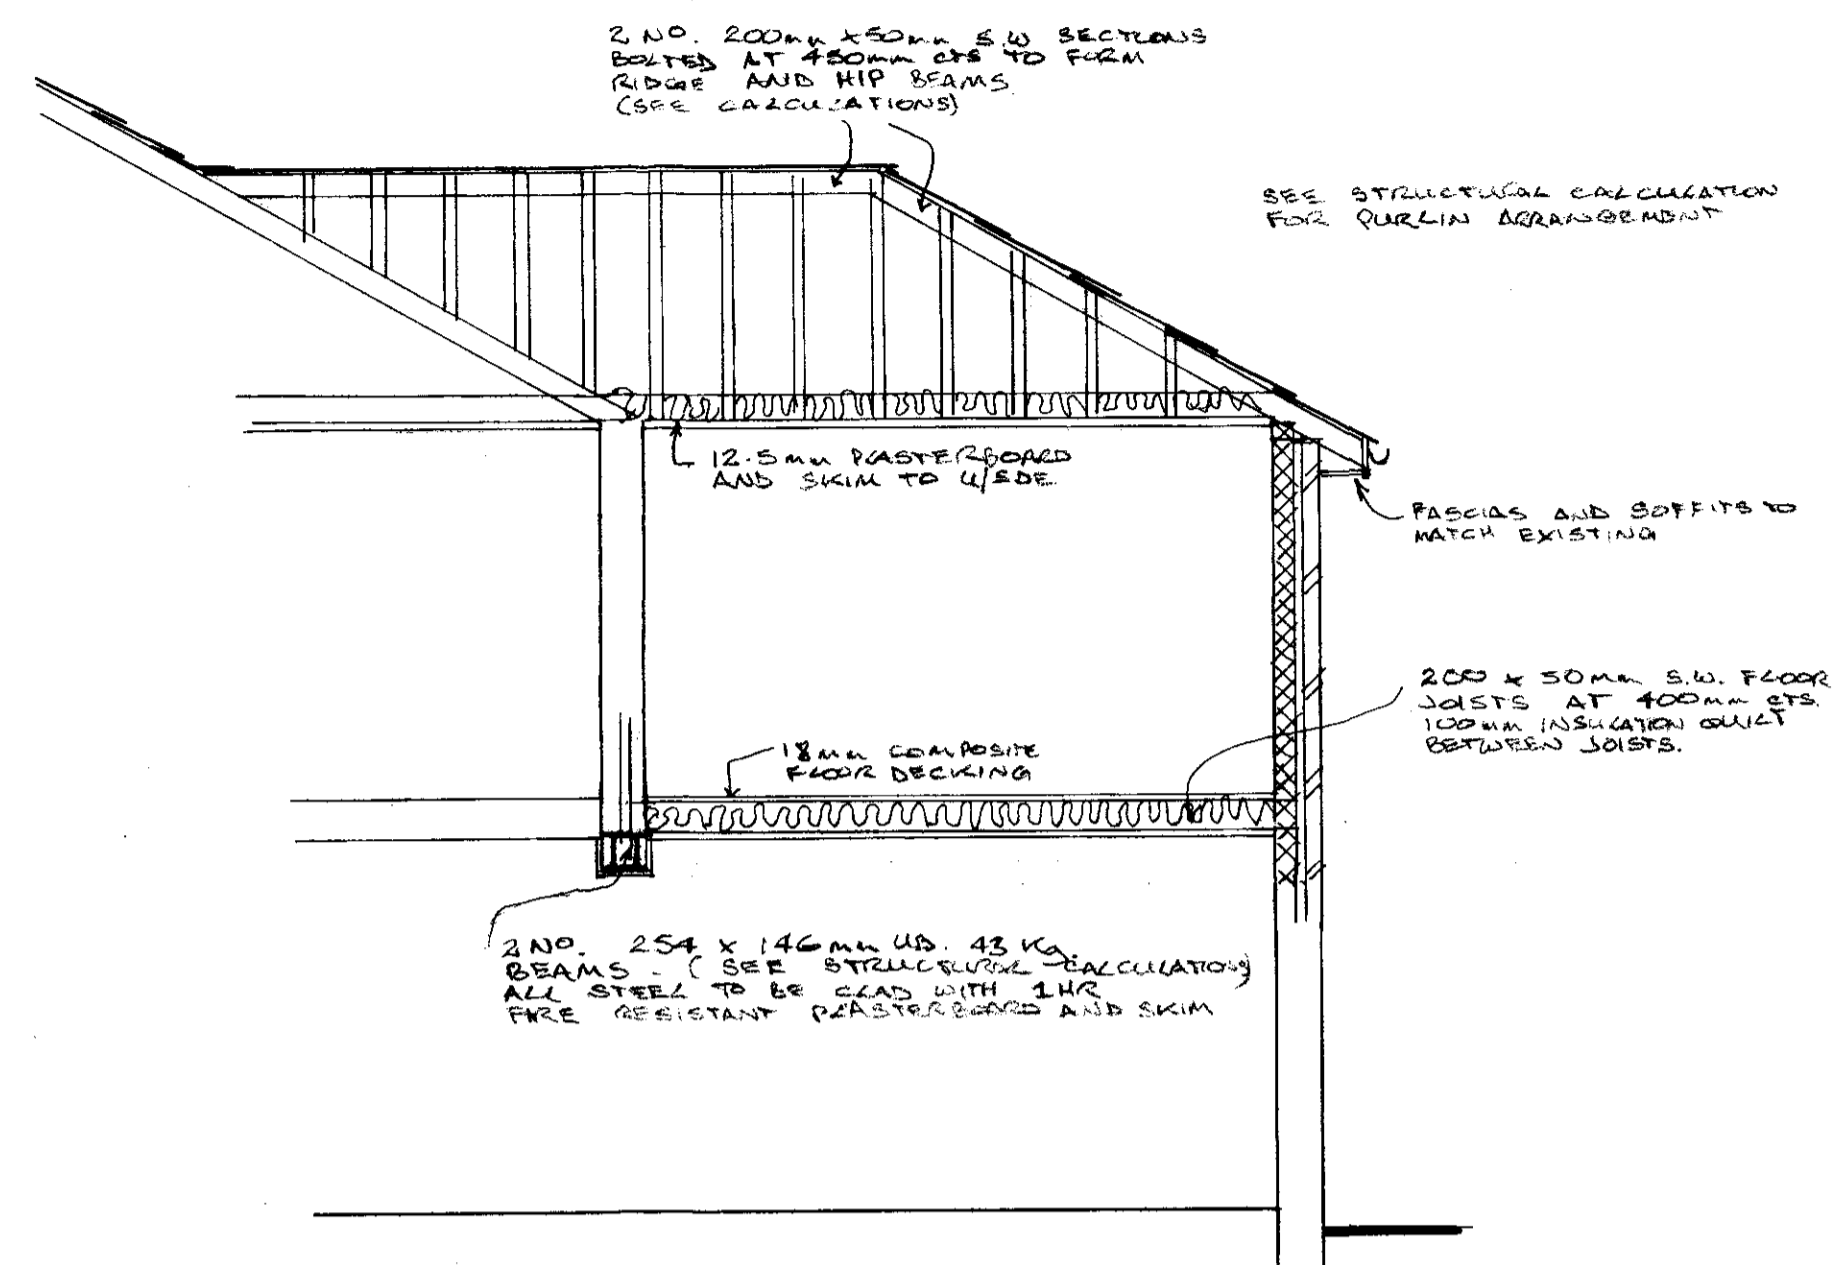 2 NO. 200mm x 50mm S.W SECTIONS
BOLTED AT 450mm CTS TO FORM
RIDGE AND HIP BEAMS
(SEE CALCULATIONS)
SEE STRUCTURAL CALCULATION
FOR PURLIN ARRANGEMENT
12.5mm PLASTERBOARD
AND SKIM TO U/SDE
FASCIAS AND SOFFITS TO
MATCH EXISTING
200 x 50mm S.W. FLOOR
JOISTS AT 400mm CTS.
100mm INSULATION QUILT
BETWEEN JOISTS.
18mm COMPOSITE
FLOOR DECKING
2 NO. 254 x 146mm UB. 43 Kg
BEAMS - (SEE STRUCTURAL CALCULATIONS)
ALL STEEL TO BE CLAD WITH 1HR
FIRE RESISTANT PLASTERBOARD AND SKIM